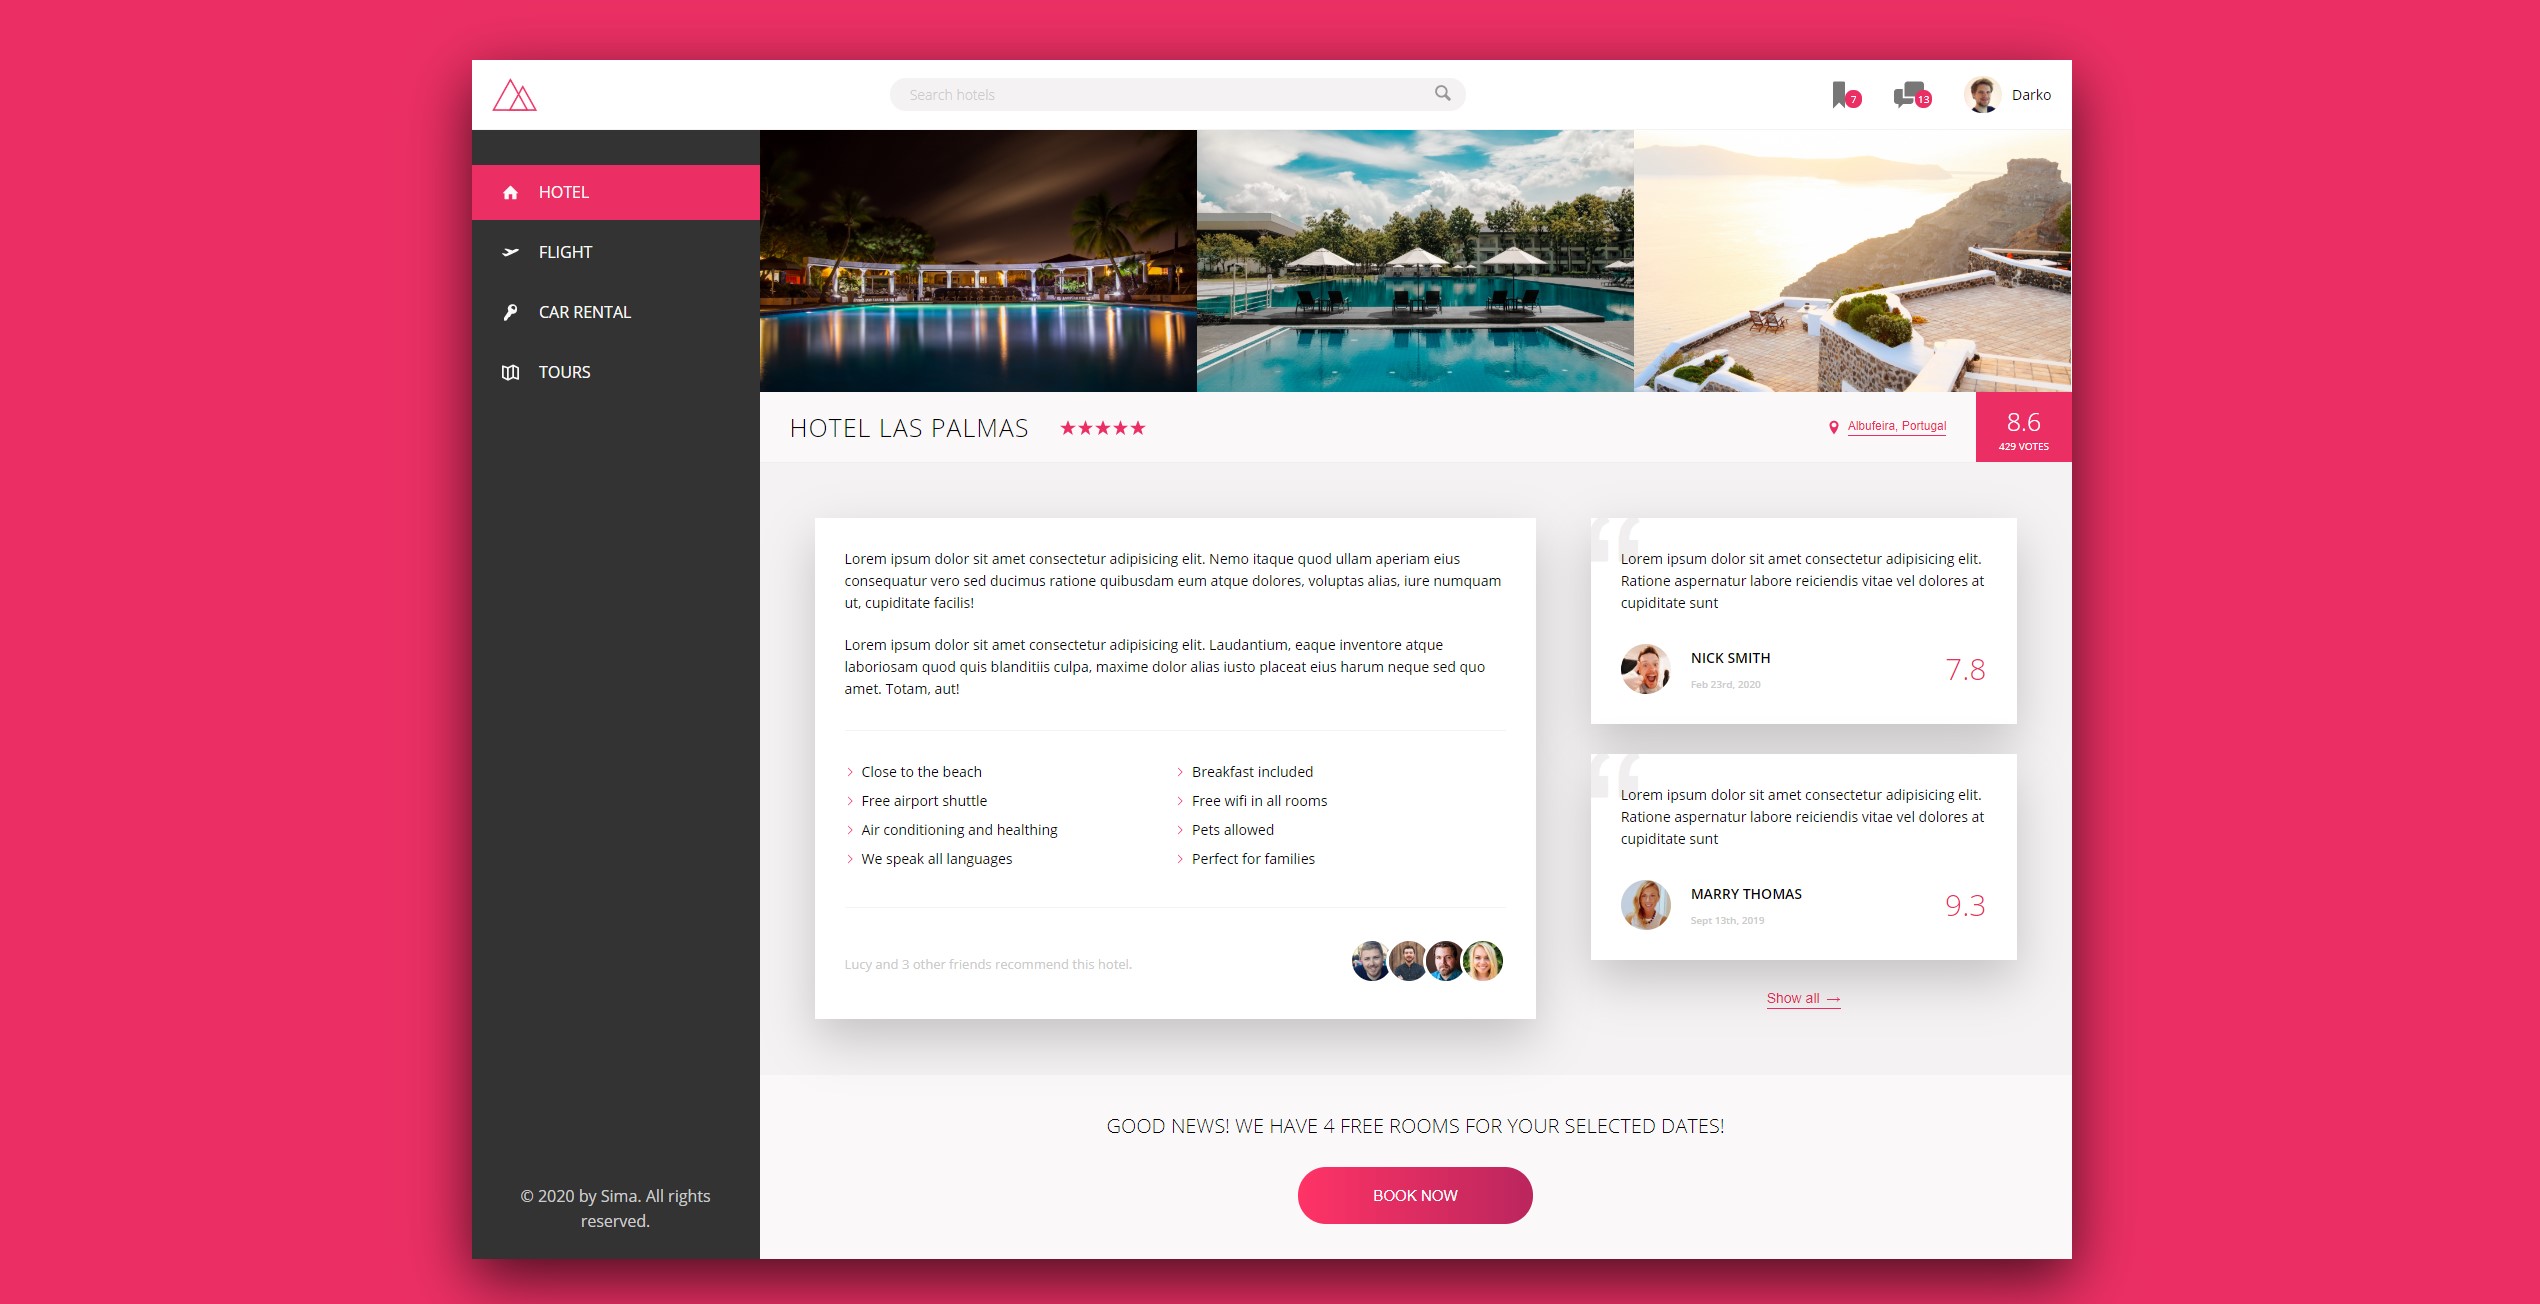 Search hotels
7
13
Darko
HOTEL
FLIGHT
CAR RENTAL
TOURS
© 2020 by Sima. All rights
reserved.
HOTEL LAS PALMAS
Albufeira, Portugal
8.6
429 VOTES
Lorem ipsum dolor sit amet consectetur adipisicing elit. Nemo itaque quod ullam aperiam eius
consequatur vero sed ducimus ratione quibusdam eum atque dolores, voluptas alias, iure numquam
ut, cupiditate facilis!
Lorem ipsum dolor sit amet consectetur adipisicing elit. Laudantium, eaque inventore atque
laboriosam quod quis blanditiis culpa, maxime dolor alias iusto placeat eius harum neque sed quo
amet. Totam, aut!
Close to the beach
Free airport shuttle
Air conditioning and healthing
We speak all languages
Breakfast included
Free wifi in all rooms
Pets allowed
Perfect for families
Lucy and 3 other friends recommend this hotel.
“
Lorem ipsum dolor sit amet consectetur adipisicing elit.
Ratione aspernatur labore reiciendis vitae vel dolores at
cupiditate sunt
NICK SMITH
Feb 23rd, 2020
7.8
“
Lorem ipsum dolor sit amet consectetur adipisicing elit.
Ratione aspernatur labore reiciendis vitae vel dolores at
cupiditate sunt
MARRY THOMAS
Sept 13th, 2019
9.3
Show all →
GOOD NEWS! WE HAVE 4 FREE ROOMS FOR YOUR SELECTED DATES!
BOOK NOW